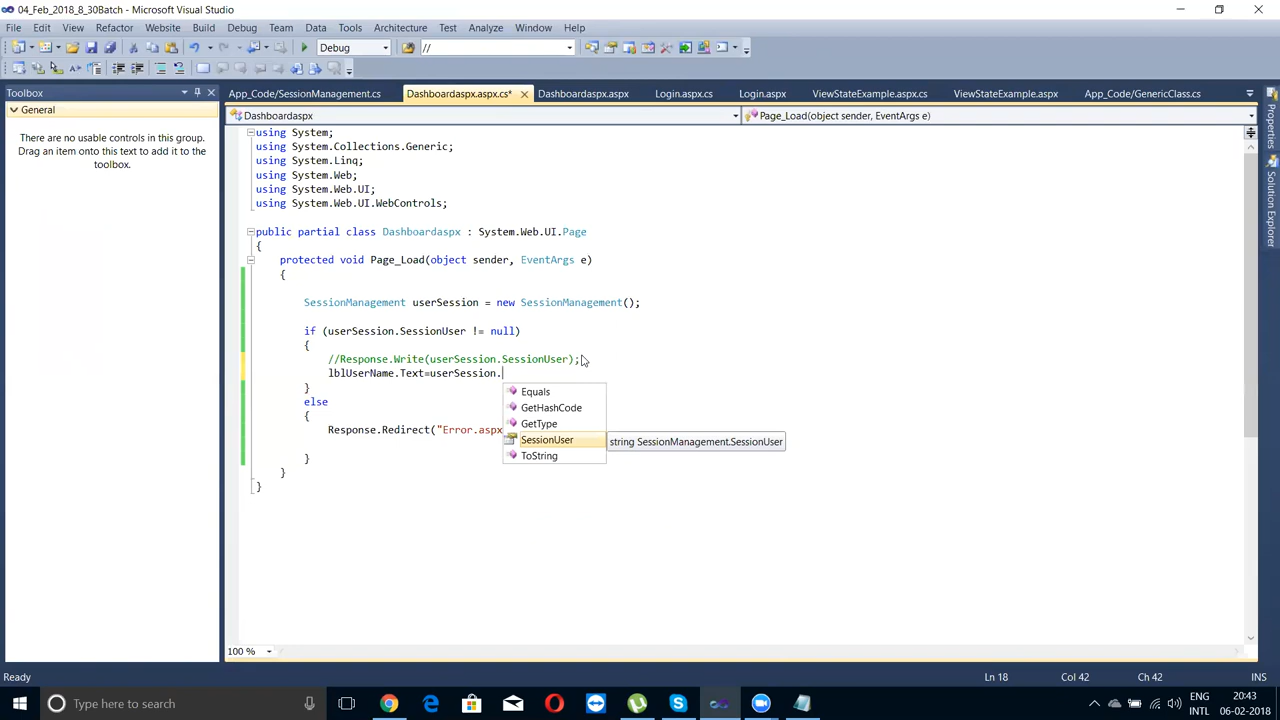 04_Feb_2018_8_30Batch - Microsoft Visual Studio
File Edit View Refactor Website Build Debug Team Data Tools Architecture Test Analyze Window Help
Debug //
Toolbox
General
There are no usable controls in this group.
Drag an item onto this text to add it to the
toolbox.
App_Code/SessionManagement.cs Dashboardaspx.aspx.cs* Dashboardaspx.aspx Login.aspx.cs Login.aspx ViewStateExample.aspx.cs ViewStateExample.aspx App_Code/GenericClass.cs
Dashboardaspx Page_Load(object sender, EventArgs e)
using System;
using System.Collections.Generic;
using System.Linq;
using System.Web;
using System.Web.UI;
using System.Web.UI.WebControls;
public partial class Dashboardaspx : System.Web.UI.Page
{
protected void Page_Load(object sender, EventArgs e)
{
SessionManagement userSession = new SessionManagement();
if (userSession.SessionUser != null)
{
//Response.Write(userSession.SessionUser);
lblUserName.Text=userSession.
}
else
{
Response.Redirect("Error.aspx
}
}
}
Equals
GetHashCode
GetType
SessionUser
ToString
string SessionManagement.SessionUser
Properties
Solution Explorer
100 %
Ready Ln 18 Col 42 Ch 42 INS
Type here to search
ENG
INTL
20:43
06-02-2018